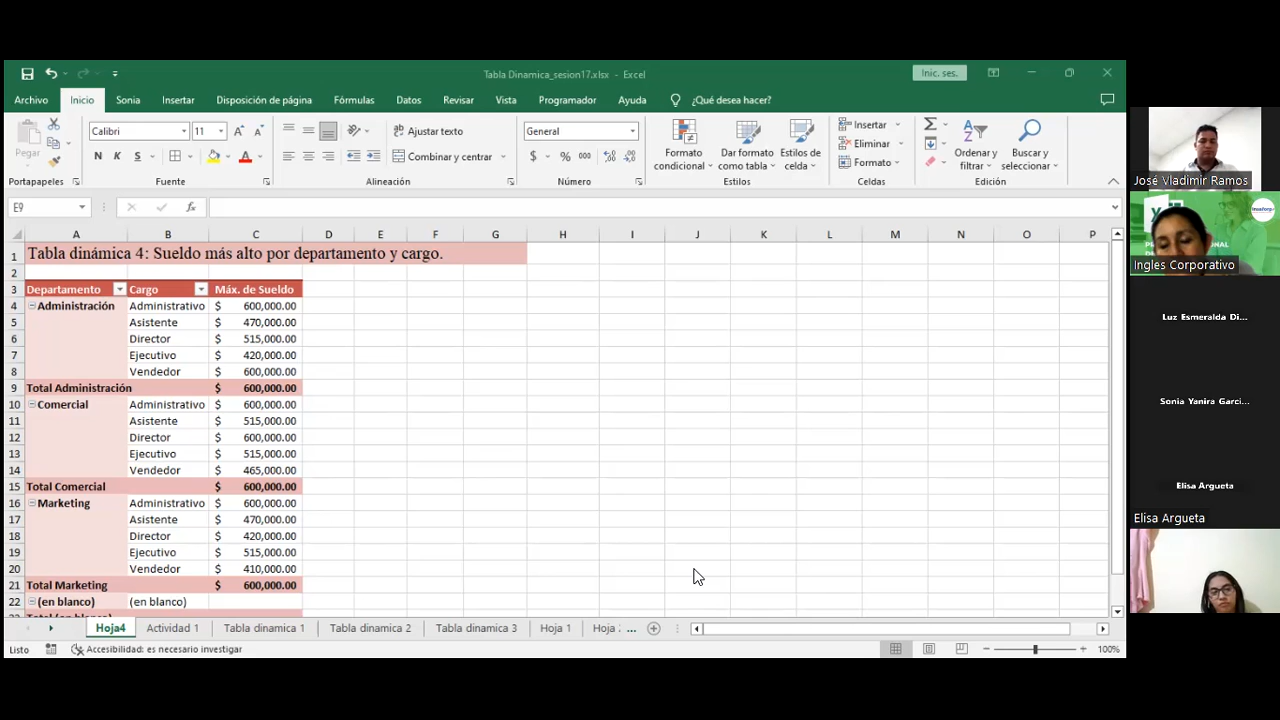 Tabla Dinamica_sesion17.xlsx - Excel
Inic. ses.
Archivo Inicio Sonia Insertar Disposición de página Fórmulas Datos Revisar Vista Programador Ayuda ¿Qué desea hacer?
Pegar
Calibri 11
N K S
Ajustar texto
Combinar y centrar
General
$ % 000
Formato condicional
Dar formato como tabla
Estilos de celda
Insertar
Eliminar
Formato
Ordenar y filtrar
Buscar y seleccionar
Portapapeles Fuente Alineación Número Estilos Celdas Edición
E9 fx
A B C D E F G H I J K L M N O P
1 Tabla dinámica 4: Sueldo más alto por departamento y cargo.
2
3 Departamento Cargo Máx. de Sueldo
4 Administración Administrativo $ 600,000.00
5 Asistente $ 470,000.00
6 Director $ 515,000.00
7 Ejecutivo $ 420,000.00
8 Vendedor $ 600,000.00
9 Total Administración $ 600,000.00
10 Comercial Administrativo $ 600,000.00
11 Asistente $ 515,000.00
12 Director $ 600,000.00
13 Ejecutivo $ 515,000.00
14 Vendedor $ 465,000.00
15 Total Comercial $ 600,000.00
16 Marketing Administrativo $ 600,000.00
17 Asistente $ 470,000.00
18 Director $ 420,000.00
19 Ejecutivo $ 515,000.00
20 Vendedor $ 410,000.00
21 Total Marketing $ 600,000.00
22 (en blanco) (en blanco)
Hoja4 Actividad 1 Tabla dinamica 1 Tabla dinamica 2 Tabla dinamica 3 Hoja 1 Hoja ...
Listo Accesibilidad: es necesario investigar 100%
José Vladimir Ramos
Ingles Corporativo
Luz Esmeralda Di...
Sonia Yanira Garci...
Elisa Argueta
Elisa Argueta